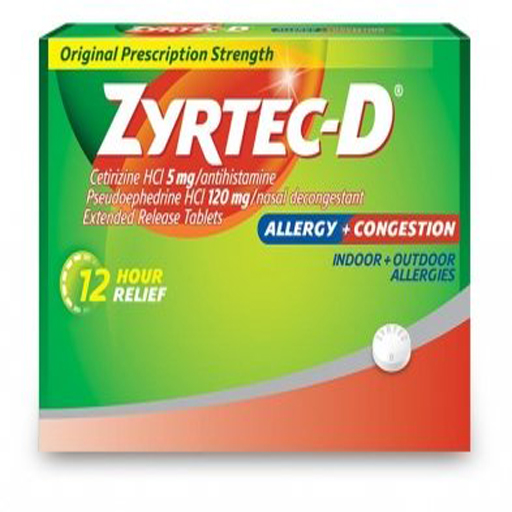 Original Prescription Strength
ZYRTEC-D®
Cetirizine HCl 5 mg/antihistamine
Pseudoephedrine HCl 120 mg/nasal decongestant
Extended Release Tablets
ALLERGY + CONGESTION
INDOOR + OUTDOOR
ALLERGIES
12 HOUR
RELIEF
ZYRTEC
D